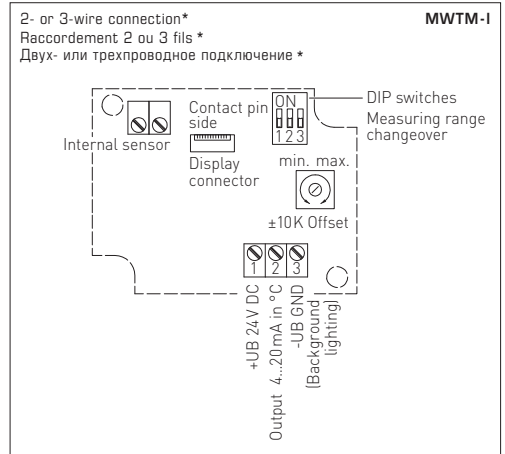 2- or 3-wire connection*
MWTM-I
Raccordement 2 ou 3 fils *
Двух- или трехпроводное подключение *
ON
1 2 3
DIP switches
Measuring range
changeover
Contact pin
side
Internal sensor
Display
connector
min. max.
±10K Offset
1 2 3
+UB 24V DC
Output 4...20mA in °C
-UB GND
(Background
lighting)